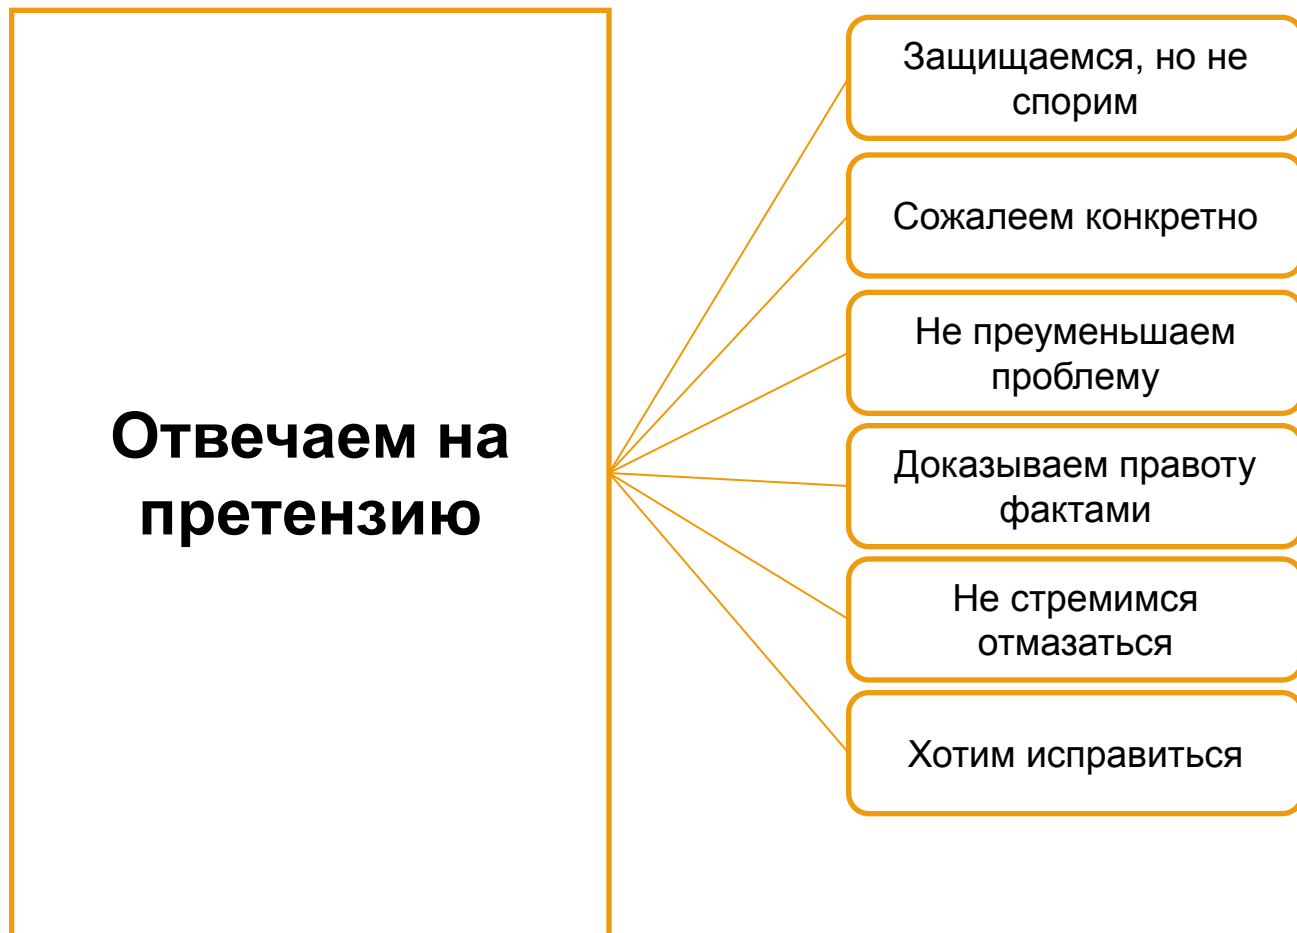 Отвечаем на
претензию
Защищаемся, но не
спорим
Сожалеем конкретно
Не преуменьшаем
проблему
Доказываем правоту
фактами
Не стремимся
отмазаться
Хотим исправиться